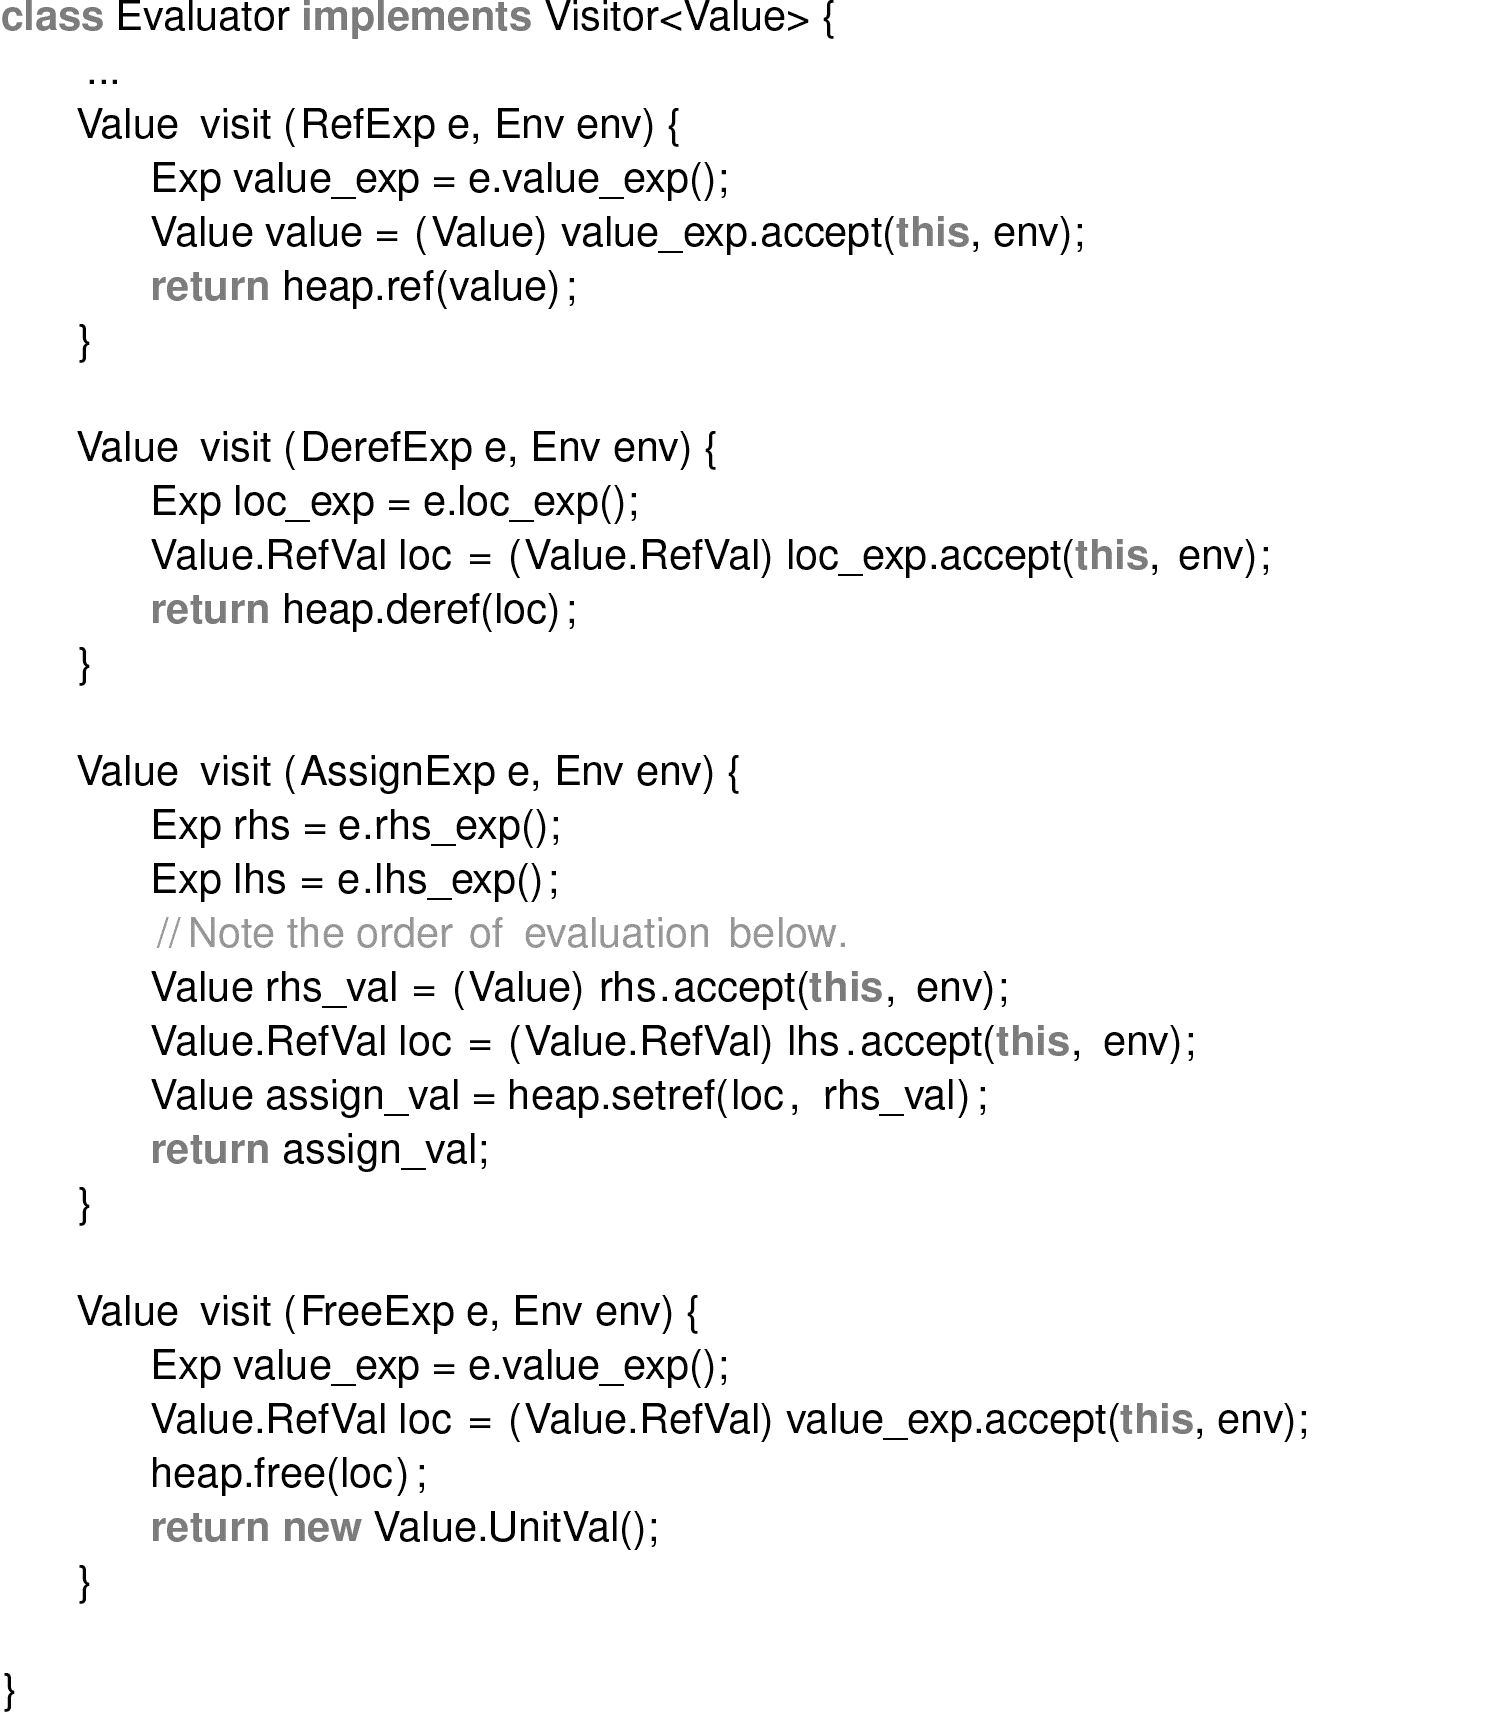 class Evaluator implements Visitor<Value> {
...
Value visit (RefExp e, Env env) {
Exp value_exp = e.value_exp();
Value value = (Value) value_exp.accept(this, env);
return heap.ref(value);
}
Value visit (DerefExp e, Env env) {
Exp loc_exp = e.loc_exp();
Value.RefVal loc = (Value.RefVal) loc_exp.accept(this, env);
return heap.deref(loc);
}
Value visit (AssignExp e, Env env) {
Exp rhs = e.rhs_exp();
Exp lhs = e.lhs_exp();
// Note the order of evaluation below.
Value rhs_val = (Value) rhs.accept(this, env);
Value.RefVal loc = (Value.RefVal) lhs.accept(this, env);
Value assign_val = heap.setref(loc, rhs_val);
return assign_val;
}
Value visit (FreeExp e, Env env) {
Exp value_exp = e.value_exp();
Value.RefVal loc = (Value.RefVal) value_exp.accept(this, env);
heap.free(loc);
return new Value.UnitVal();
}
}